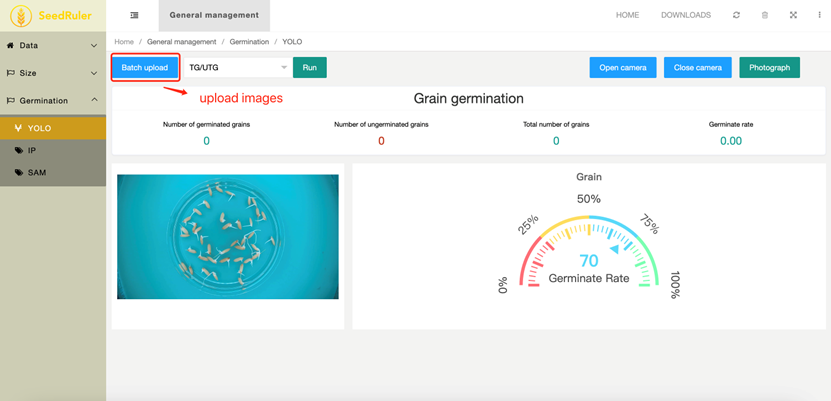 SeedRuler
General management
HOME
DOWNLOADS
Data
Home / General management / Germination / YOLO
Size
Batch upload
TG/UTG
Run
Open camera
Close camera
Photograph
Germination
upload images
Grain germination
YOLO
Number of germinated grains
Number of ungerminated grains
Total number of grains
Germinate rate
0
0
0
0.00
IP
SAM
Grain
50%
25%
75%
70
Germinate Rate
0%
100%